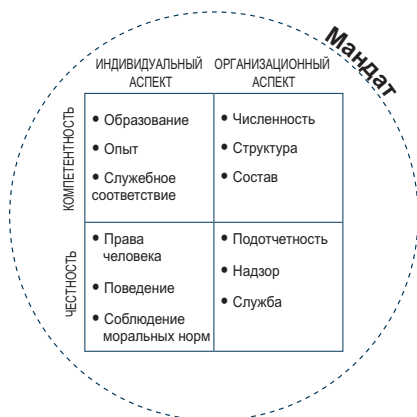 Мандат
ИНДИВИДУАЛЬНЫЙ АСПЕКТ
ОРГАНИЗАЦИОННЫЙ АСПЕКТ
КОМПЕТЕНТНОСТЬ
• Образование
• Опыт
• Служебное
соответствие
• Численность
• Структура
• Состав
ЧЕСТНОСТЬ
• Права
человека
• Поведение
• Соблюдение
моральных норм
• Подотчетность
• Надзор
• Служба